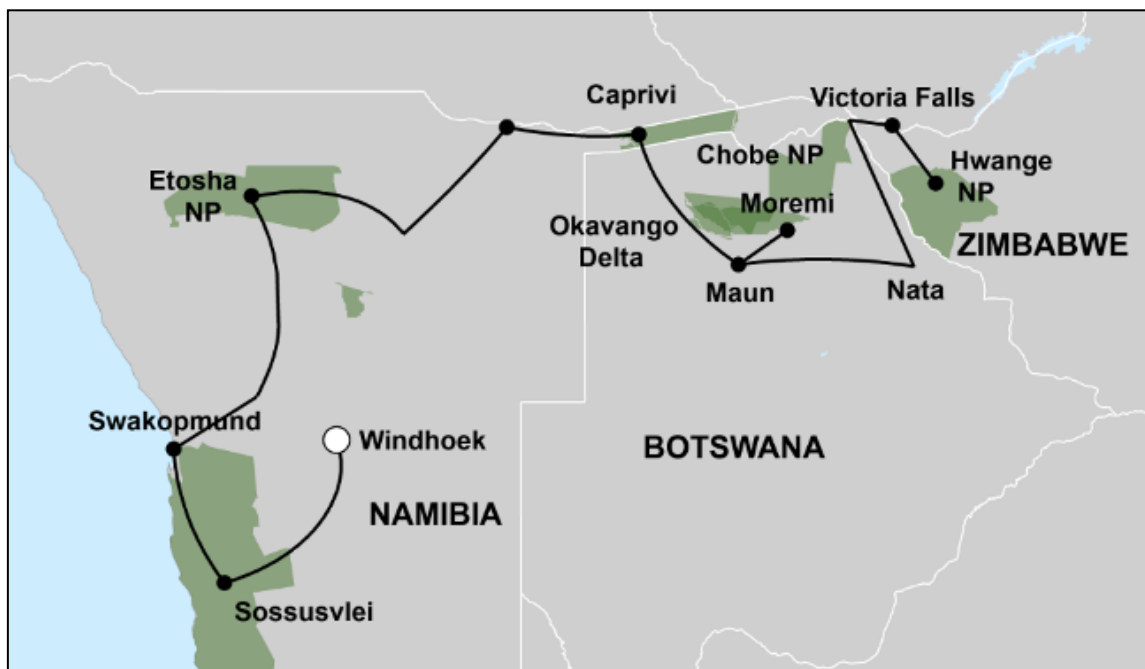 Caprivi
Victoria Falls
Chobe NP
Hwange
NP
Etosha
NP
Moremi
Okavango
Delta
ZIMBABWE
Maun
Nata
Swakopmund
Windhoek
BOTSWANA
NAMIBIA
Sossusvlei